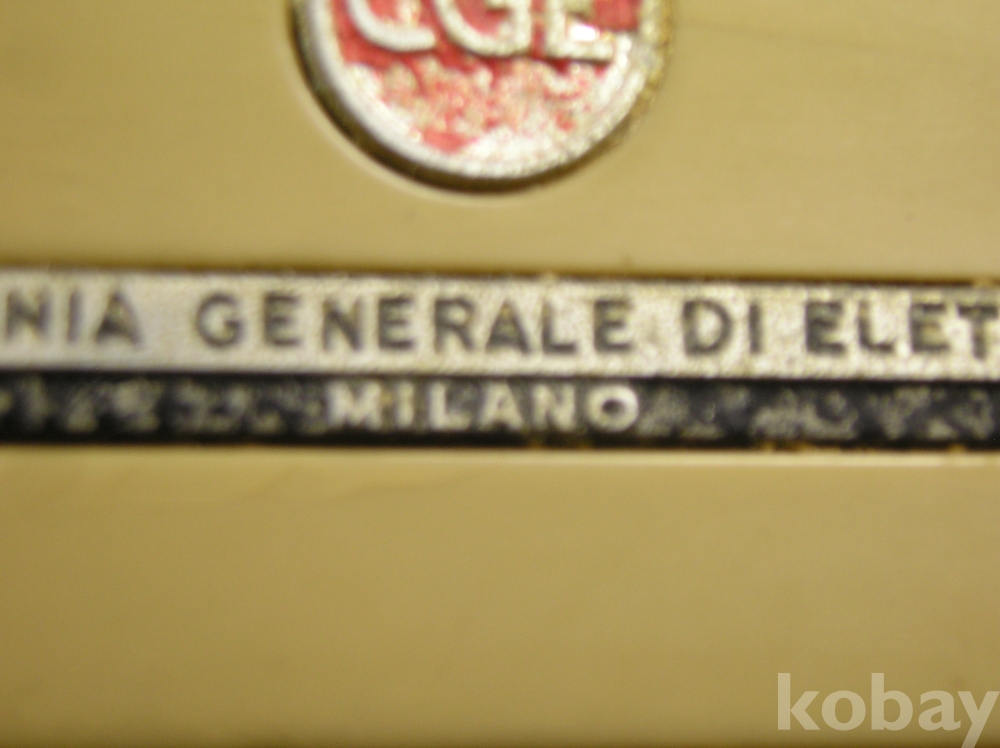 CGE
NIA GENERALE DI ELET
MILANO
kobay